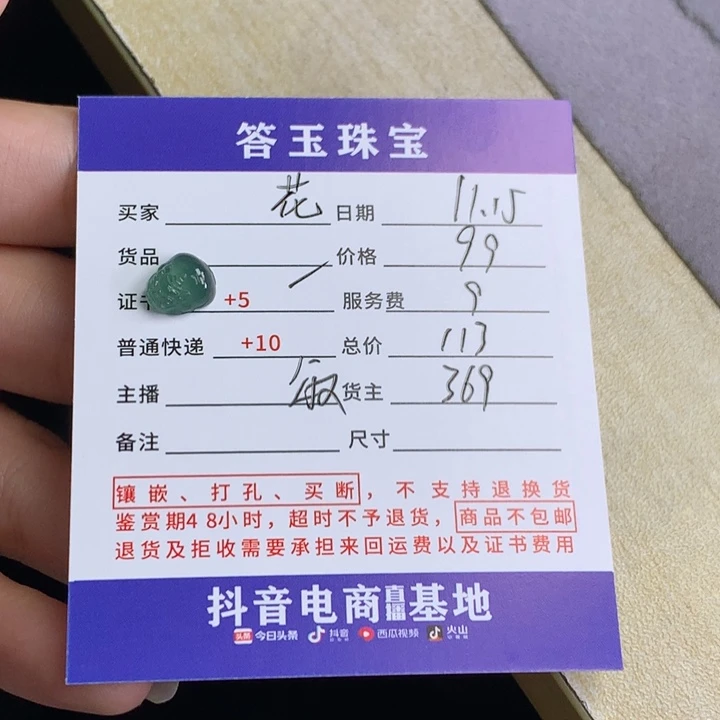 答玉珠宝
买家 花 日期 11.15
货品 价格 99
证书 +5 服务费 9
普通快递 +10 总价 113
主播 货主 369
备注 尺寸
镶嵌、打孔、买断，不支持退换货
鉴赏期48小时，超时不予退货，商品不包邮
退货及拒收需要承担来回运费以及证书费用
抖音电商直播基地
头条 今日头条 抖音 西瓜视频 火山